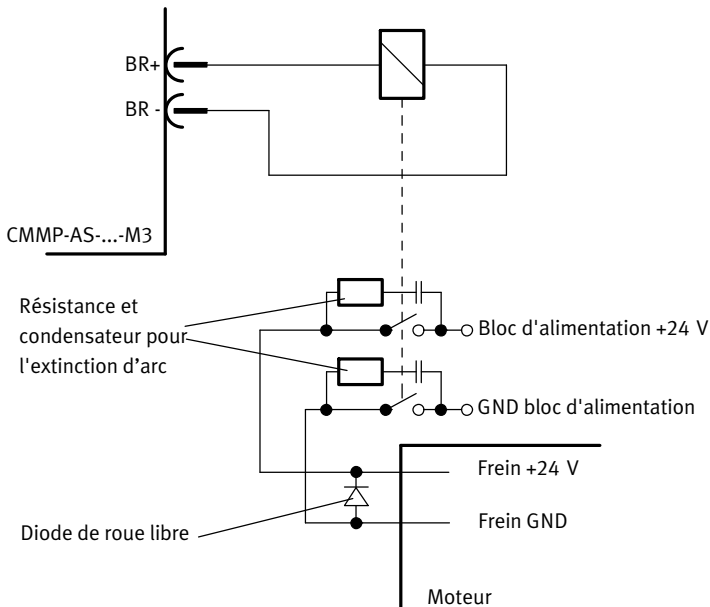 BR+
BR -
CMMP-AS-...-M3
Résistance et
condensateur pour
l'extinction d'arc
Bloc d'alimentation +24 V
GND bloc d'alimentation
Frein +24 V
Frein GND
Diode de roue libre
Moteur